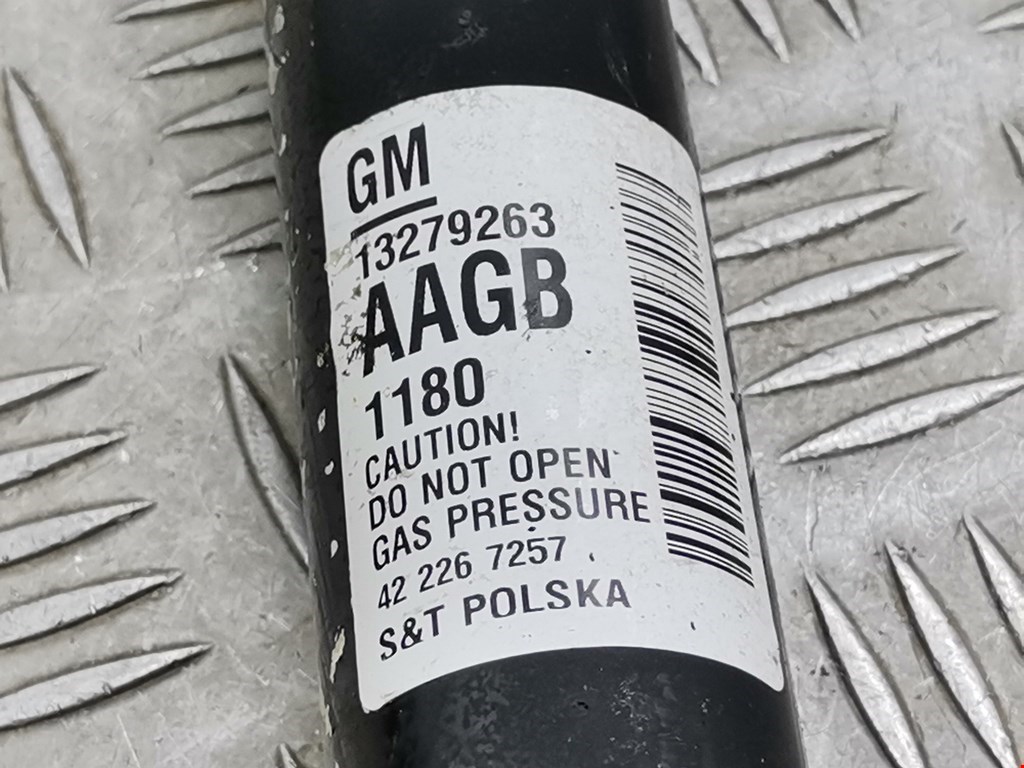 GM
13279263
AAGB
1180
CAUTION!
DO NOT OPEN
GAS PRESSURE
42 226 7257
S&T POLSKA